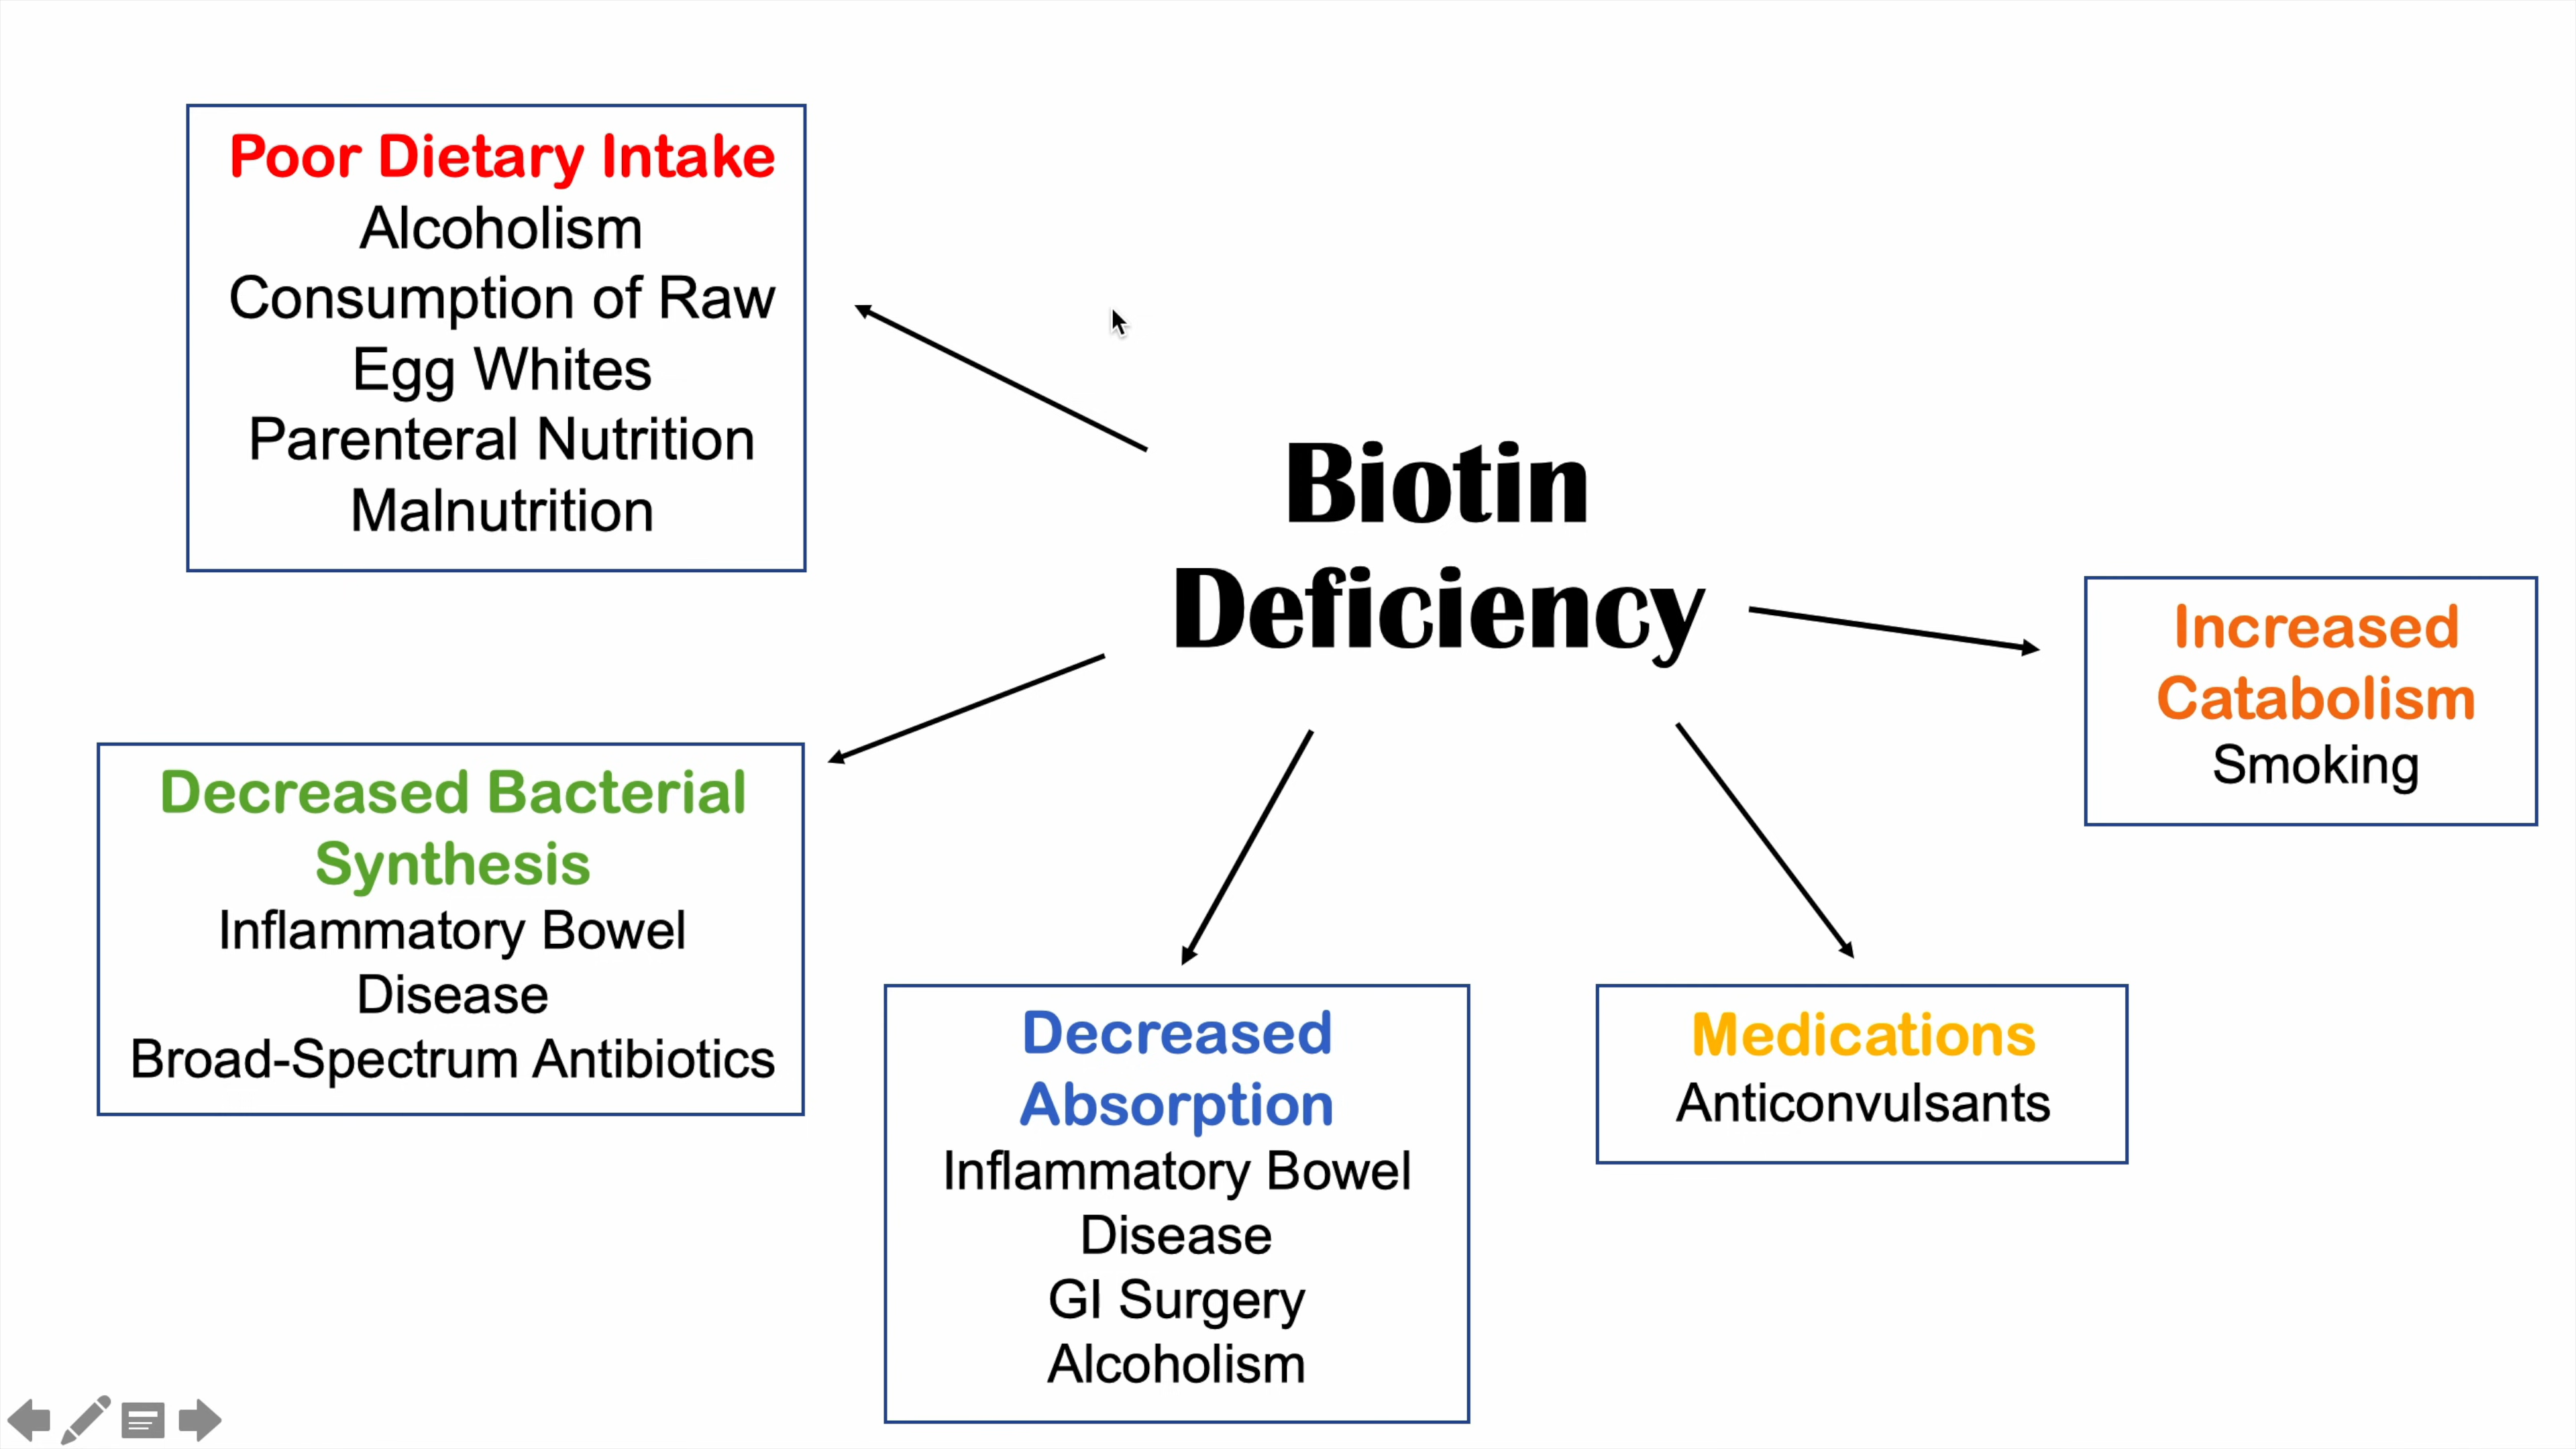 Poor Dietary Intake
Alcoholism
Consumption of Raw
Egg Whites
Parenteral Nutrition
Malnutrition
Biotin
Deficiency
Increased
Catabolism
Smoking
Decreased Bacterial
Synthesis
Inflammatory Bowel
Disease
Broad-Spectrum Antibiotics
Decreased
Absorption
Inflammatory Bowel
Disease
GI Surgery
Alcoholism
Medications
Anticonvulsants